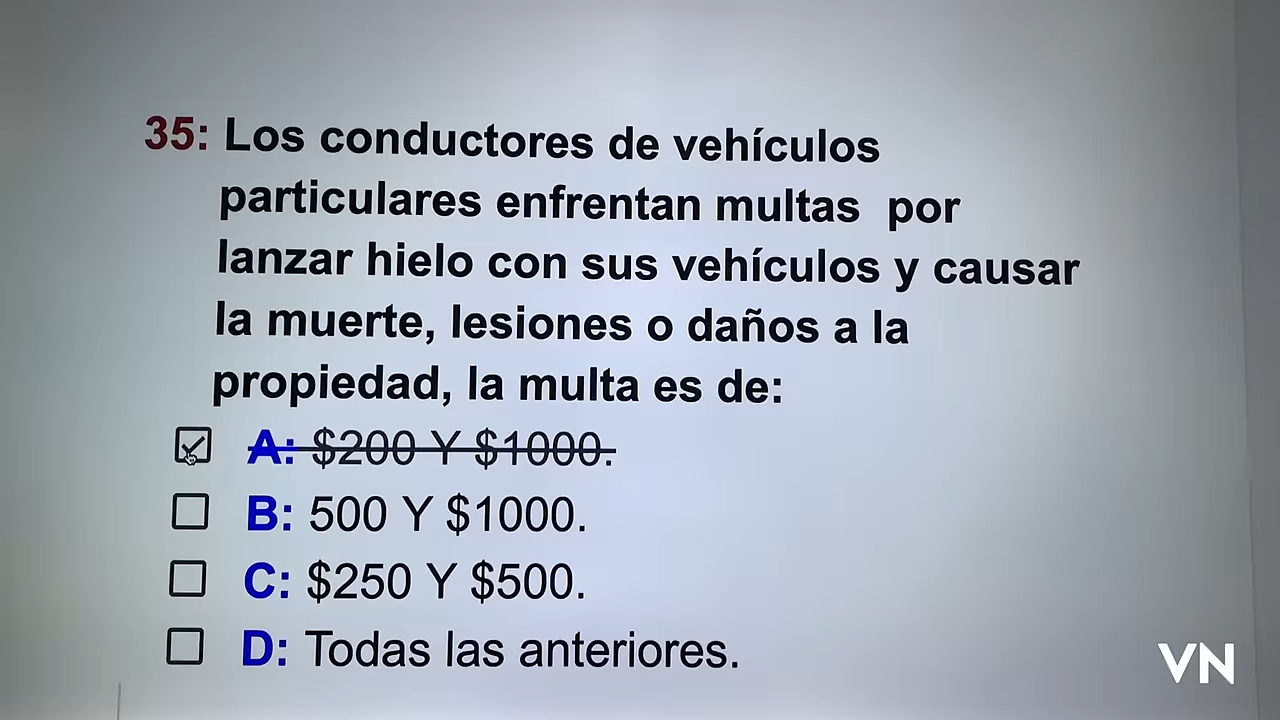 35: Los conductores de vehículos
particulares enfrentan multas por
lanzar hielo con sus vehículos y causar
la muerte, lesiones o daños a la
propiedad, la multa es de:
A: $200 Y $1000.
B: 500 Y $1000.
C: $250 Y $500.
D: Todas las anteriores.
VN